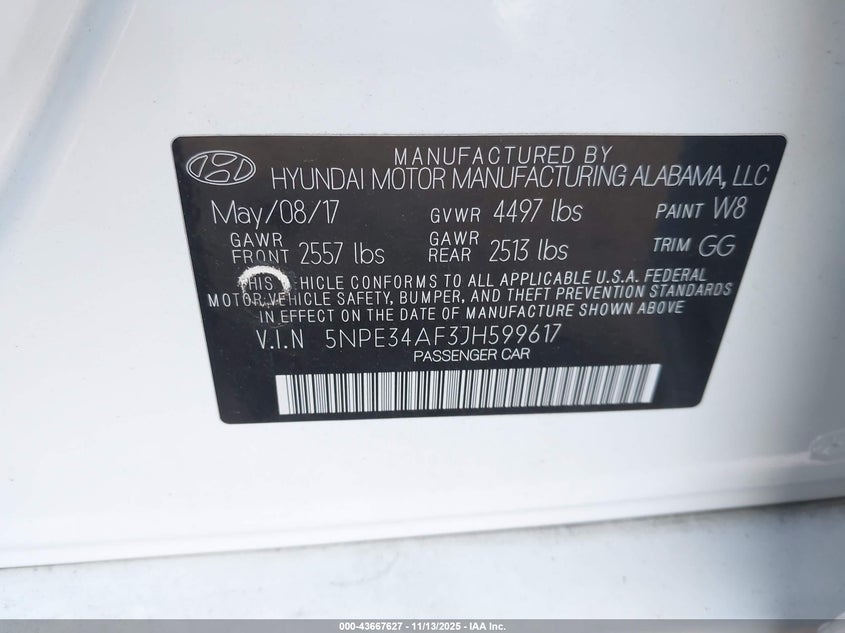 MANUFACTURED BY
HYUNDAI MOTOR MANUFACTURING ALABAMA, LLC
May/08/17 GVWR 4497 lbs PAINT W8
GAWR FRONT 2557 lbs GAWR REAR 2513 lbs TRIM GG
THIS VEHICLE CONFORMS TO ALL APPLICABLE U.S.A. FEDERAL
MOTOR VEHICLE SAFETY, BUMPER, AND THEFT PREVENTION STANDARDS
IN EFFECT ON THE DATE OF MANUFACTURE SHOWN ABOVE
V.I.N 5NPE34AF3JH599617
PASSENGER CAR
000-43667627 - 11/13/2025 - IAA Inc.